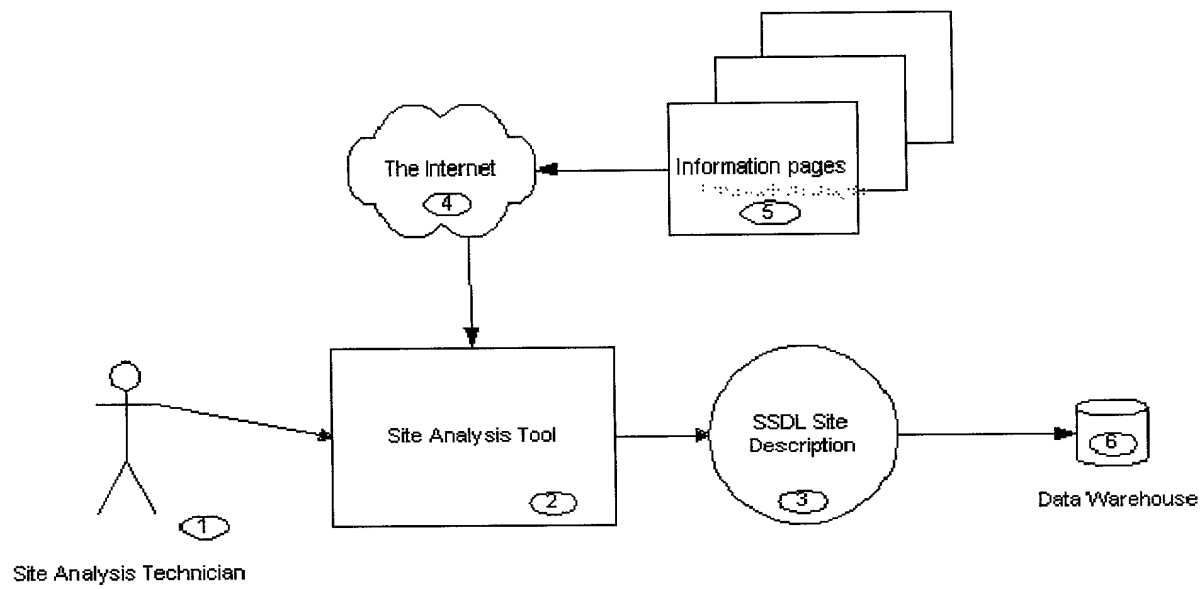 The Internet
4
Information pages
5
Site Analysis Tool
2
SSDL Site
Description
3
6
Data Warehouse
1
Site Analysis Technician